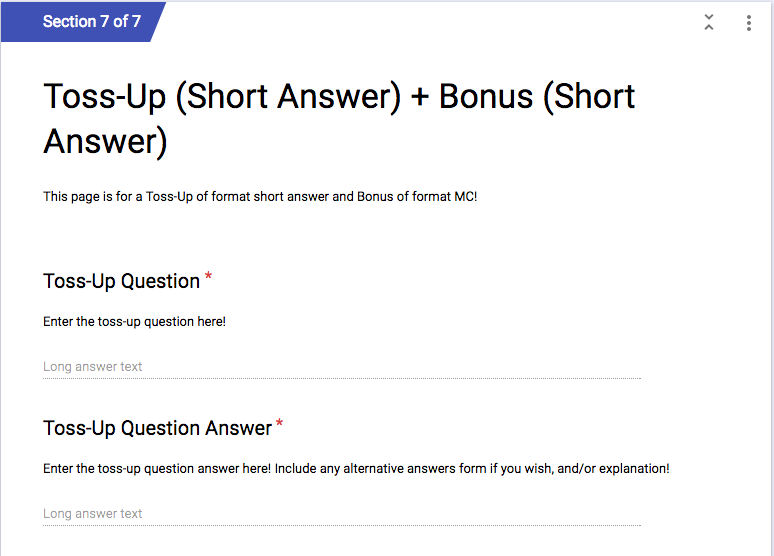 Section 7 of 7
Toss-Up (Short Answer) + Bonus (Short
Answer)
This page is for a Toss-Up of format short answer and Bonus of format MC!
Toss-Up Question *
Enter the toss-up question here!
Long answer text
Toss-Up Question Answer *
Enter the toss-up question answer here! Include any alternative answers form if you wish, and/or explanation!
Long answer text